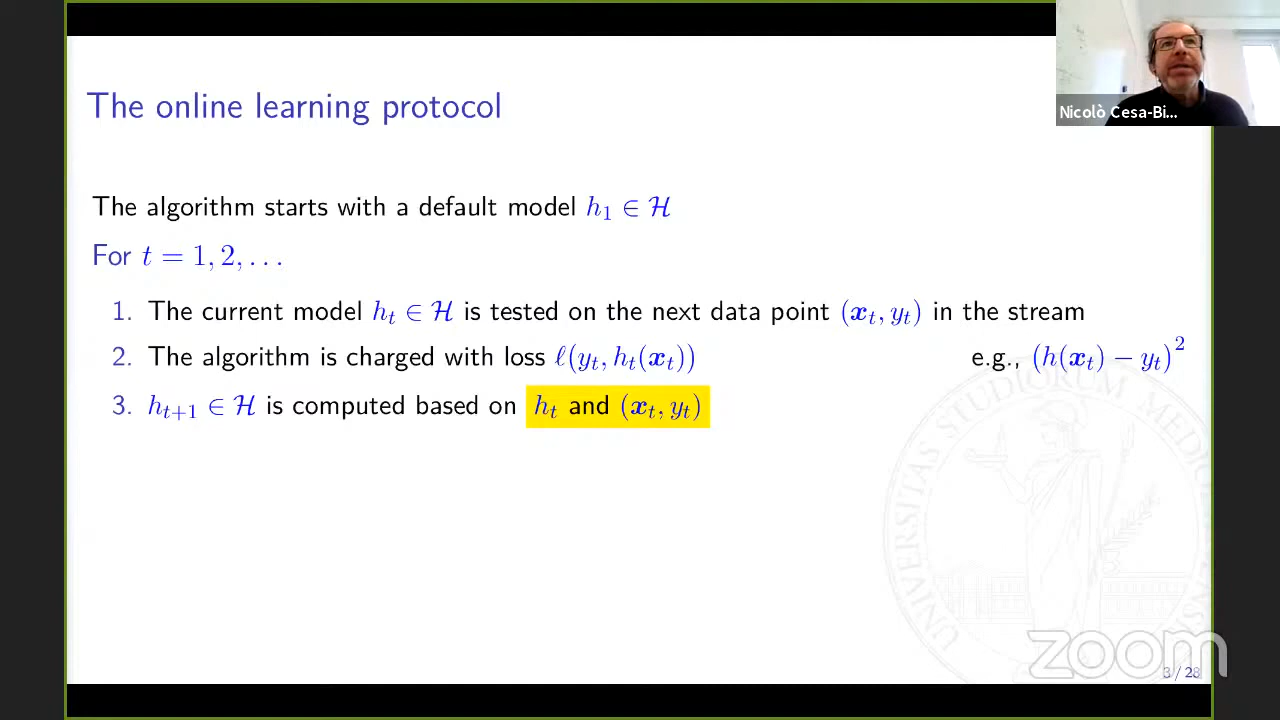 The online learning protocol
Nicolò Cesa-Bi...
The algorithm starts with a default model h₁ ∈ ℋ
For t = 1, 2, . . .
1. The current model hₜ ∈ ℋ is tested on the next data point (𝒙ₜ, yₜ) in the stream
2. The algorithm is charged with loss ℓ(yₜ, hₜ(𝒙ₜ)) e.g., (h(𝒙ₜ) − yₜ)²
3. hₜ₊₁ ∈ ℋ is computed based on hₜ and (𝒙ₜ, yₜ)
UNIVERSITAS STUDIORUM MEDIOLANENSIS
zoom
3 / 28